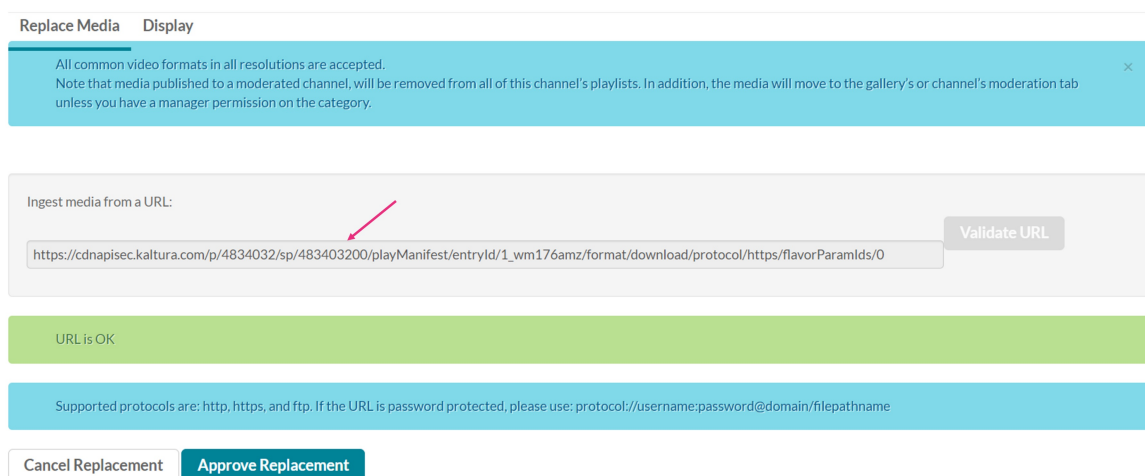 Replace Media Display
All common video formats in all resolutions are accepted.
Note that media published to a moderated channel, will be removed from all of this channel's playlists. In addition, the media will move to the gallery's or channel's moderation tab
unless you have a manager permission on the category.
×
Ingest media from a URL:
Validate URL
https://cdnapisec.kaltura.com/p/4834032/sp/483403200/playManifest/entryId/1_wm176amz/format/download/protocol/https/flavorParamIds/0
URL is OK
Supported protocols are: http, https, and ftp. If the URL is password protected, please use: protocol://username:password@domain/filepathname
Cancel Replacement Approve Replacement